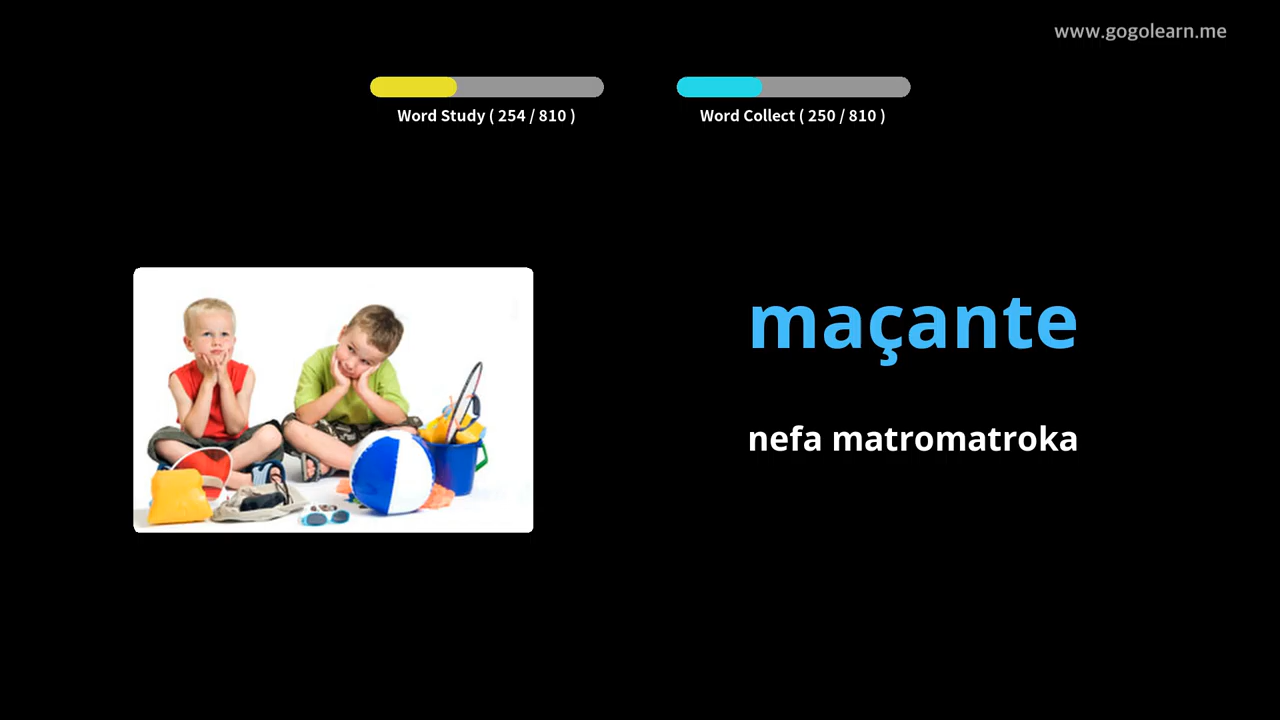 www.gogolearn.me
Word Study ( 254 / 810 )
Word Collect ( 250 / 810 )
maçante
nefa matromatroka